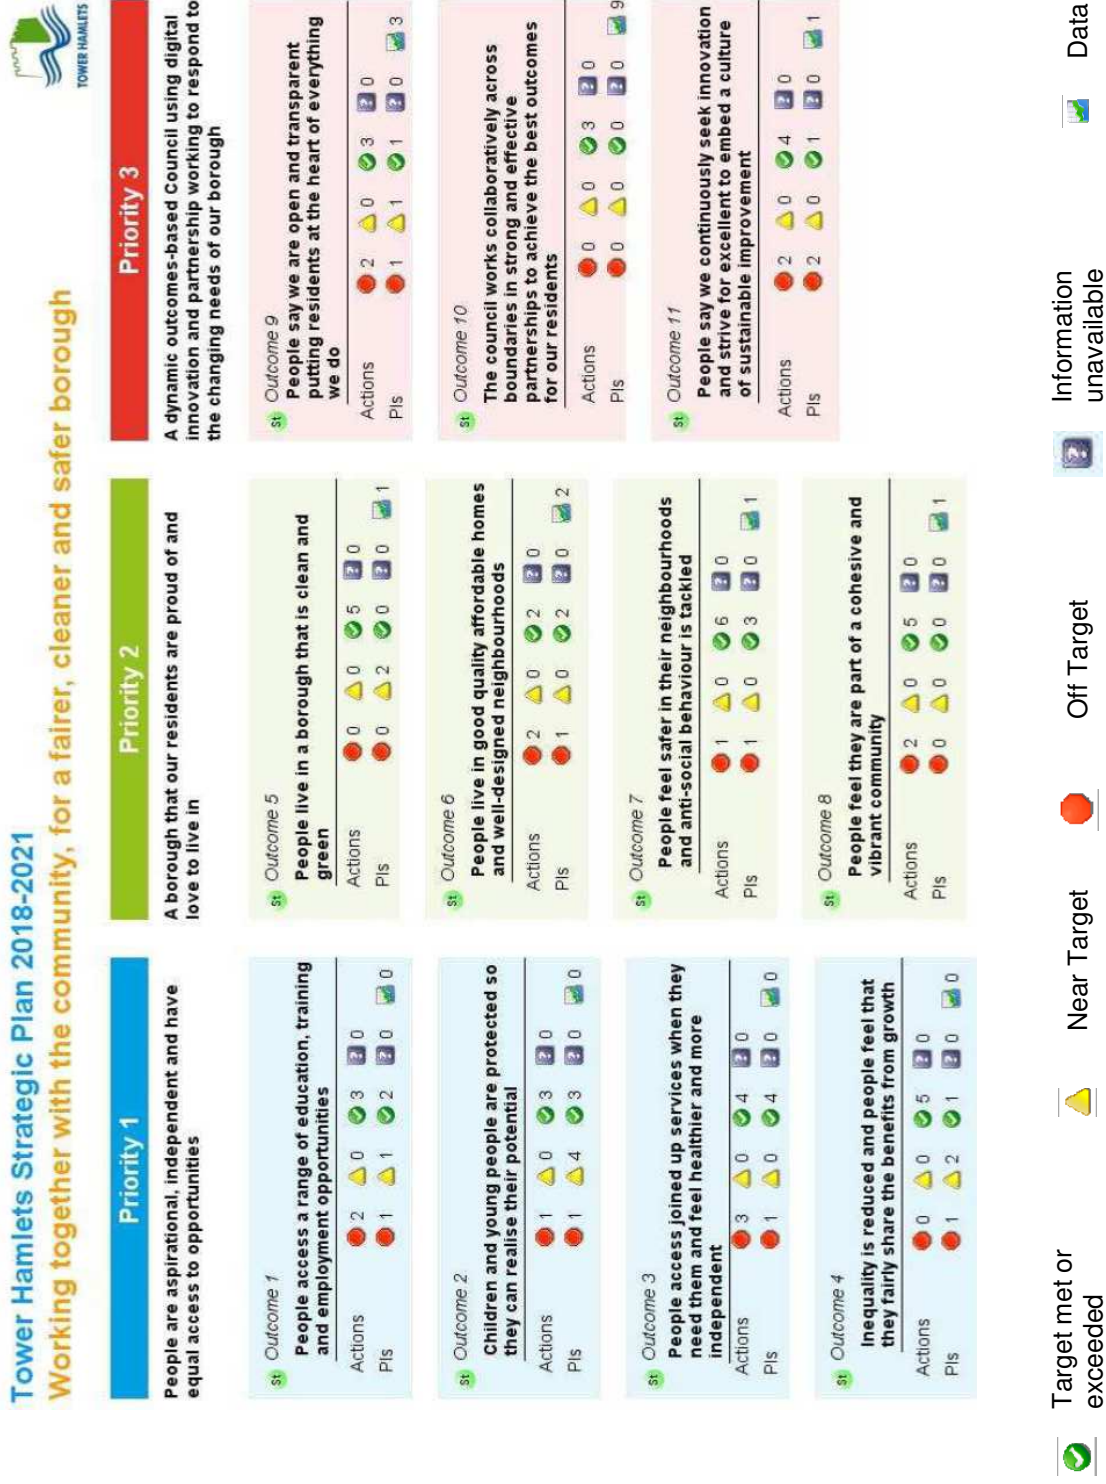 Tower Hamlets Strategic Plan 2018-2021
Working together with the community, for a fairer, cleaner and safer borough
TOWER HAMLETS
Priority 1
People are aspirational, independent and have
equal access to opportunities
St Outcome 1
People access a range of education, training
and employment opportunities
Actions 2 0 3 ? 0
PIs 1 1 2 ? 0 0
St Outcome 2
Children and young people are protected so
they can realise their potential
Actions 1 0 3 ? 0
PIs 1 4 3 ? 0 0
St Outcome 3
People access joined up services when they
need them and feel healthier and more
independent
Actions 3 0 4 ? 0
PIs 1 0 4 ? 0 0
St Outcome 4
Inequality is reduced and people feel that
they fairly share the benefits from growth
Actions 0 0 5 ? 0
PIs 1 2 1 ? 0 0
Priority 2
A borough that our residents are proud of and
love to live in
St Outcome 5
People live in a borough that is clean and
green
Actions 0 0 5 ? 0
PIs 0 2 0 ? 0 1
St Outcome 6
People live in good quality affordable homes
and well-designed neighbourhoods
Actions 2 0 2 ? 0
PIs 1 0 2 ? 0 2
St Outcome 7
People feel safer in their neighbourhoods
and anti-social behaviour is tackled
Actions 1 0 6 ? 0
PIs 1 0 3 ? 0 1
St Outcome 8
People feel they are part of a cohesive and
vibrant community
Actions 2 0 5 ? 0
PIs 0 0 0 ? 0 1
Priority 3
A dynamic outcomes-based Council using digital
innovation and partnership working to respond to
the changing needs of our borough
St Outcome 9
People say we are open and transparent
putting residents at the heart of everything
we do
Actions 2 0 3 ? 0
PIs 1 1 1 ? 0 3
St Outcome 10
The council works collaboratively across
boundaries in strong and effective
partnerships to achieve the best outcomes
for our residents
Actions 0 0 3 ? 0
PIs 0 0 0 ? 0 9
St Outcome 11
People say we continuously seek innovation
and strive for excellent to embed a culture
of sustainable improvement
Actions 2 0 4 ? 0
PIs 2 0 1 ? 0 1
Target met or
exceeded
Near Target
Off Target
? Information
unavailable
Data